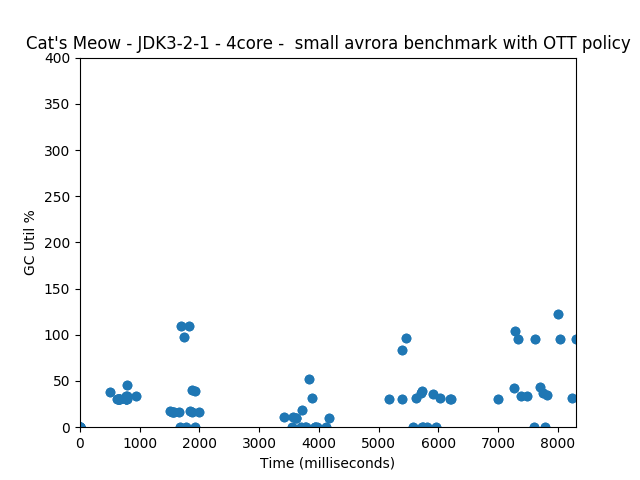 Cat's Meow - JDK3-2-1 - 4core -  small avrora benchmark with OTT policy
400
350
300
250
200
150
100
50
0
GC Util %
0 1000 2000 3000 4000 5000 6000 7000 8000
Time (milliseconds)